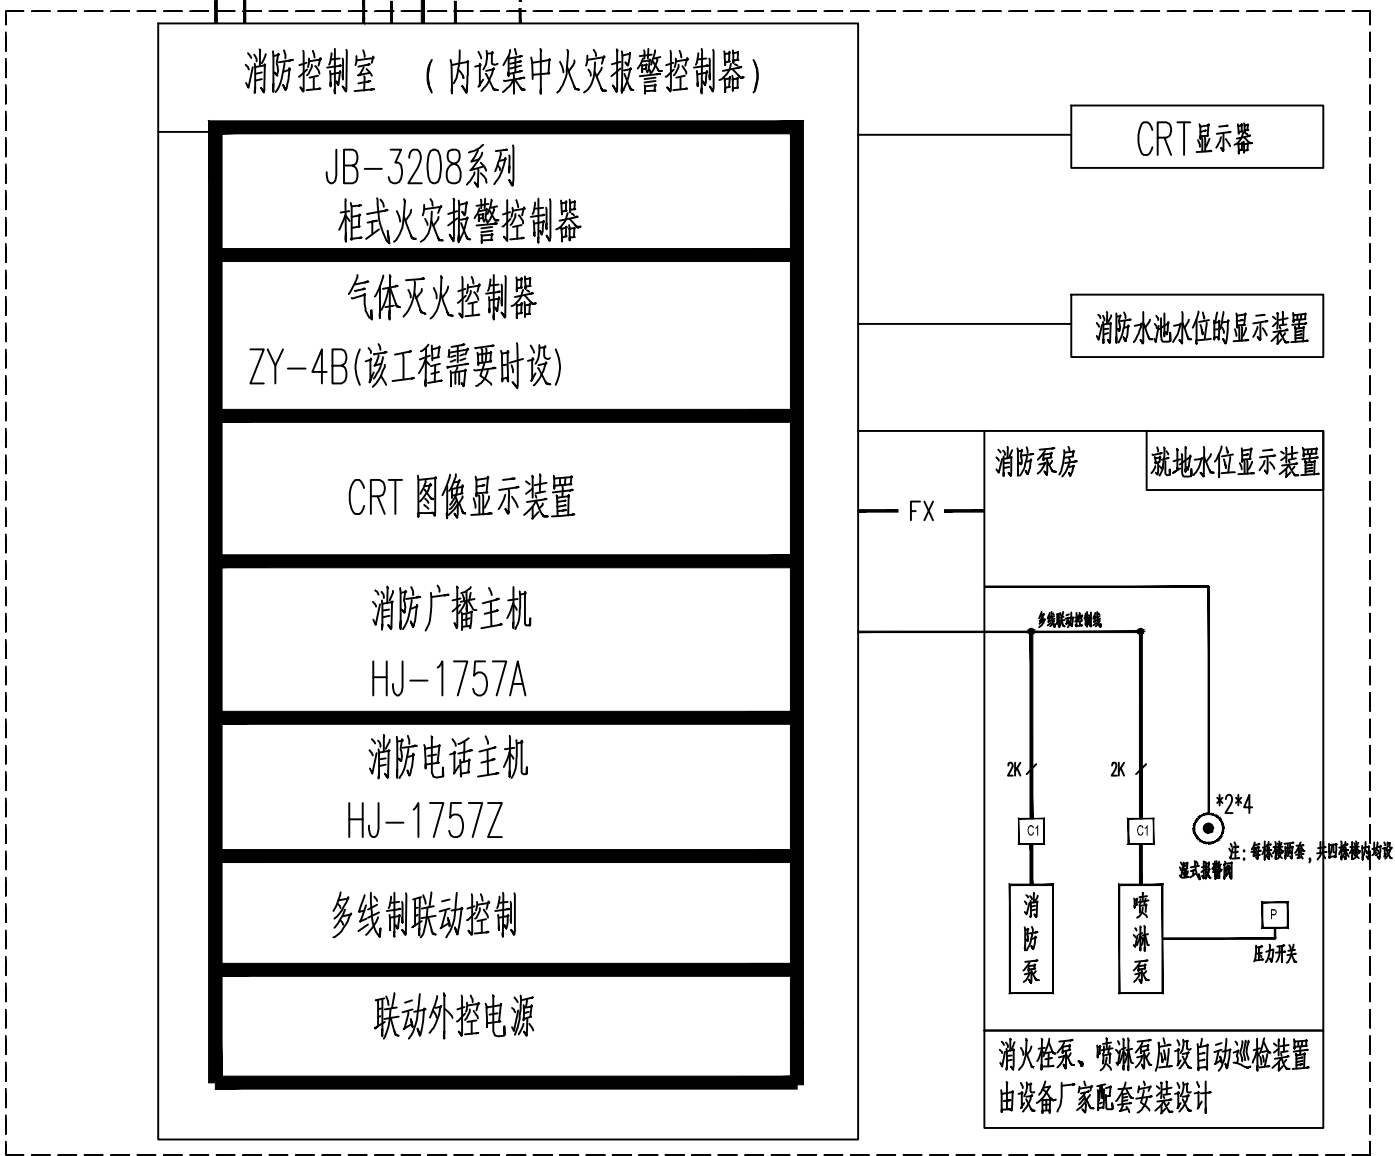 消防控制室 (内设集中火灾报警控制器)
JB-3208系列
柜式火灾报警控制器
气体灭火控制器
ZY-4B(该工程需要时设)
CRT 图像显示装置
消防广播主机
HJ-1757A
消防电话主机
HJ-1757Z
多线制联动控制
联动外控电源
CRT显示器
消防水池水位的显示装置
消防泵房
就地水位显示装置
FX
多线联动控制线
2K
2K
C1
C1
*2*4
注:每栋楼两套,共四栋楼内均设
湿式报警阀
消防泵
喷淋泵
P
压力开关
消火栓泵、喷淋泵应设自动巡检装置
由设备厂家配套安装设计